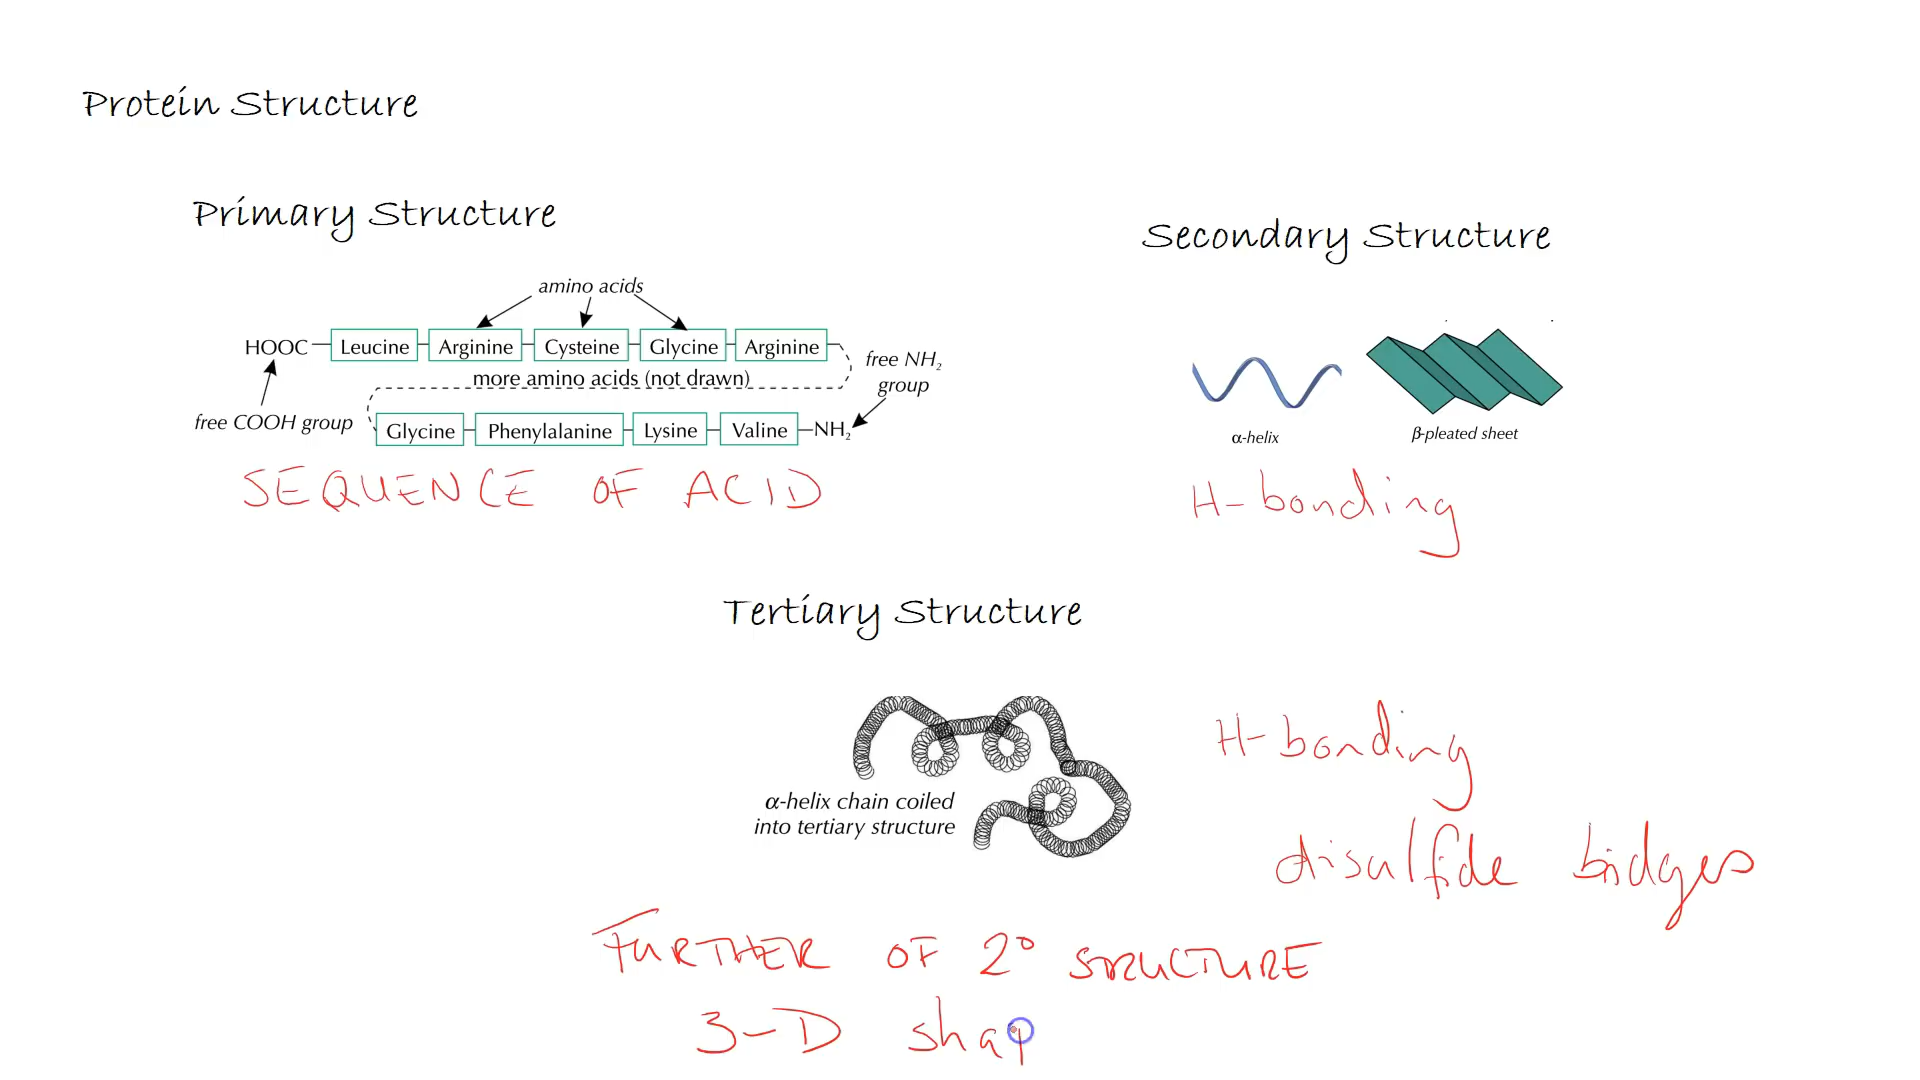 Protein Structure
Primary Structure
amino acids
HOOC Leucine Arginine Cysteine Glycine Arginine
more amino acids (not drawn)
free NH₂
group
free COOH group
Glycine Phenylalanine Lysine Valine NH₂
SEQUENCE OF ACID
Secondary Structure
α-helix
β-pleated sheet
H-bonding
Tertiary Structure
α-helix chain coiled
into tertiary structure
H-bonding
disulfide bridges
FURTHER OF 2° STRUCTURE
3-D shap